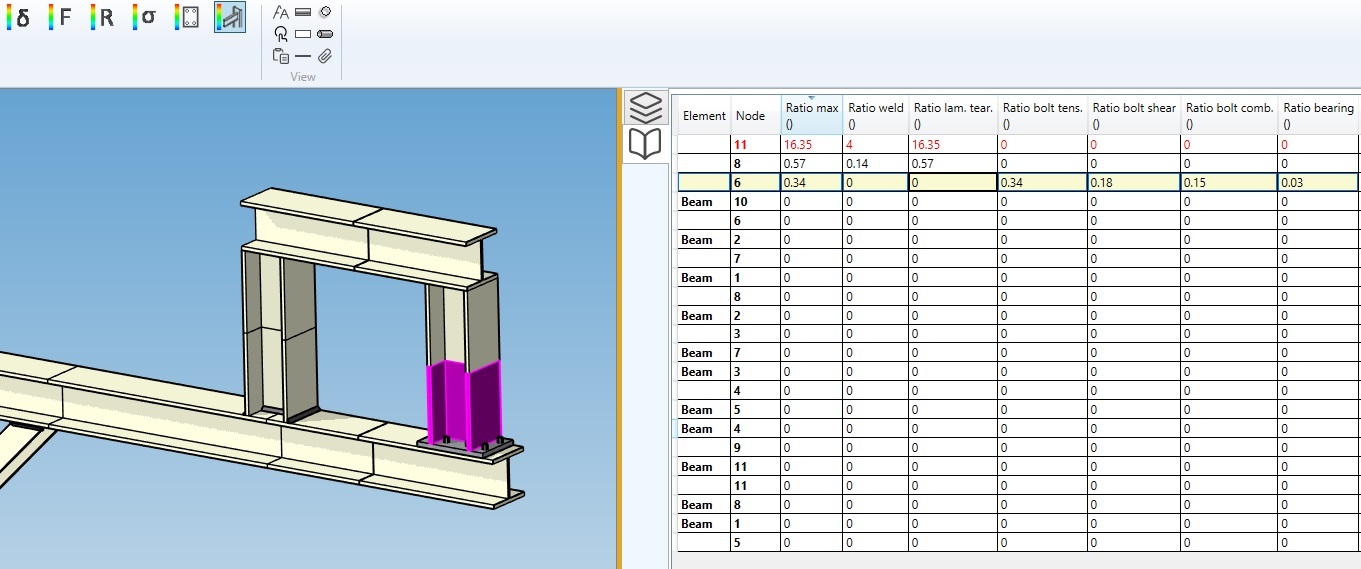 δ F R σ
A
View
Element Node Ratio max () Ratio weld () Ratio lam. tear. () Ratio bolt tens. () Ratio bolt shear () Ratio bolt comb. () Ratio bearing ()
11 16.35 4 16.35 0 0 0 0
8 0.57 0.14 0.57 0 0 0 0
6 0.34 0 0 0.34 0.18 0.15 0.03
Beam 10 0 0 0 0 0 0 0
6 0 0 0 0 0 0 0
Beam 2 0 0 0 0 0 0 0
7 0 0 0 0 0 0 0
Beam 1 0 0 0 0 0 0 0
8 0 0 0 0 0 0 0
Beam 2 0 0 0 0 0 0 0
3 0 0 0 0 0 0 0
Beam 7 0 0 0 0 0 0 0
Beam 3 0 0 0 0 0 0 0
4 0 0 0 0 0 0 0
Beam 5 0 0 0 0 0 0 0
Beam 4 0 0 0 0 0 0 0
9 0 0 0 0 0 0 0
Beam 11 0 0 0 0 0 0 0
11 0 0 0 0 0 0 0
Beam 8 0 0 0 0 0 0 0
Beam 1 0 0 0 0 0 0 0
5 0 0 0 0 0 0 0